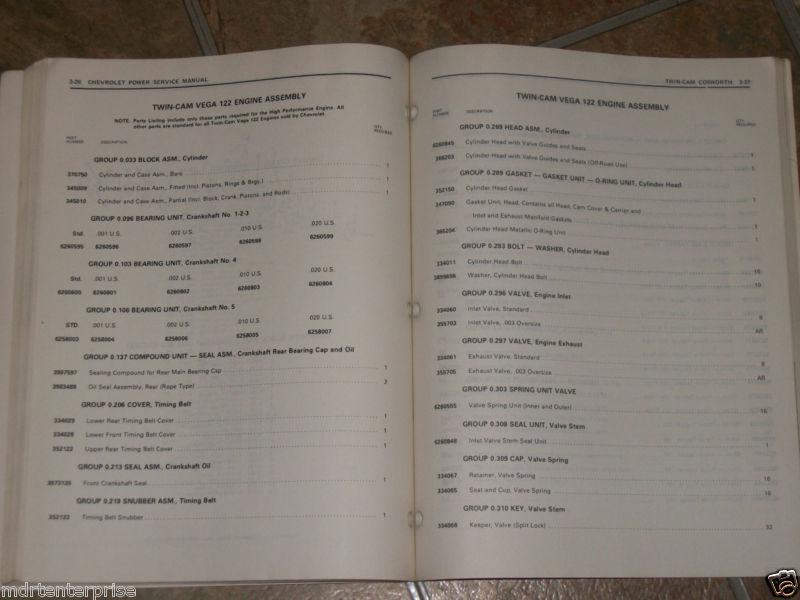 3-26 CHEVROLET POWER SERVICE MANUAL
TWIN-CAM VEGA 122 ENGINE ASSEMBLY
NOTE: Parts Listing include only those parts required for the High Performance Engine. All
other parts are standard for all Twin-Cam Vega 122 Engines sold by Chevrolet.
PART NUMBER DESCRIPTION QTY. REQUIRED
GROUP 0.033 BLOCK ASM., Cylinder
376750 Cylinder and Case Asm., Bare 1
345009 Cylinder and Case Asm., Fitted (Incl. Pistons, Rings & Brgs.) 1
345010 Cylinder and Case Asm., Partial (Incl. Block, Crank, Pistons, and Rods) 1
GROUP 0.096 BEARING UNIT, Crankshaft No. 1-2-3
Std. .001 U.S. .002 U.S. .010 U.S. .020 U.S.
6260595 6260596 6260597 6260598 6260599
GROUP 0.103 BEARING UNIT, Crankshaft No. 4
Std. .001 U.S. .002 U.S. .010 U.S. .020 U.S.
6260800 6260801 6260802 6260803 6260804
GROUP 0.106 BEARING UNIT, Crankshaft No. 5
STD. .001 U.S. .002 U.S. .010 U.S. .020 U.S.
6258003 6258004 6258006 6258005 6258007
GROUP 0.137 COMPOUND UNIT — SEAL ASM., Crankshaft Rear Bearing Cap and Oil
3997597 Sealing Compound for Rear Main Bearing Cap 1
3983488 Oil Seal Assembly, Rear (Rope Type) 2
GROUP 0.206 COVER, Timing Belt
334029 Lower Rear Timing Belt Cover 1
334028 Lower Front Timing Belt Cover 1
352122 Upper Rear Timing Belt Cover 1
GROUP 0.213 SEAL ASM., Crankshaft Oil
3973135 Front Crankshaft Seal 1
GROUP 0.219 SNUBBER ASM., Timing Belt
352123 Timing Belt Snubber 1
TWIN-CAM COSWORTH 3-27
TWIN-CAM VEGA 122 ENGINE ASSEMBLY
PART NUMBER DESCRIPTION QTY. REQUIRED
GROUP 0.269 HEAD ASM., Cylinder
6260845 Cylinder Head with Valve Guides and Seals 1
366203 Cylinder Head with Valve Guides and Seals (Off-Road Use) 1
GROUP 0.289 GASKET — GASKET UNIT — O-RING UNIT, Cylinder Head
352150 Cylinder Head Gasket 1
347090 Gasket Unit, Head, Contains all Head, Cam Cover & Carrier and
Inlet and Exhaust Manifold Gaskets 1
366204 Cylinder Head Metallic O-Ring Unit 1
GROUP 0.293 BOLT — WASHER, Cylinder Head
334011 Cylinder Head Bolt 10
3899696 Washer, Cylinder Head Bolt 10
GROUP 0.296 VALVE, Engine Inlet
334060 Inlet Valve, Standard 8
355703 Inlet Valve, .003 Oversize AR
GROUP 0.297 VALVE, Engine Exhaust
334061 Exhaust Valve, Standard 8
355705 Exhaust Valve, .003 Oversize AR
GROUP 0.303 SPRING UNIT VALVE
6260555 Valve Spring Unit (Inner and Outer) 16
GROUP 0.308 SEAL UNIT, Valve Stem
6260848 Inlet Valve Stem Seal Unit 1
GROUP 0.309 CAP, Valve Spring
334067 Retainer, Valve Spring 16
334065 Seat and Cup, Valve Spring 16
GROUP 0.310 KEY, Valve Stem
334068 Keeper, Valve (Split Lock) 32
mdrtenterprise